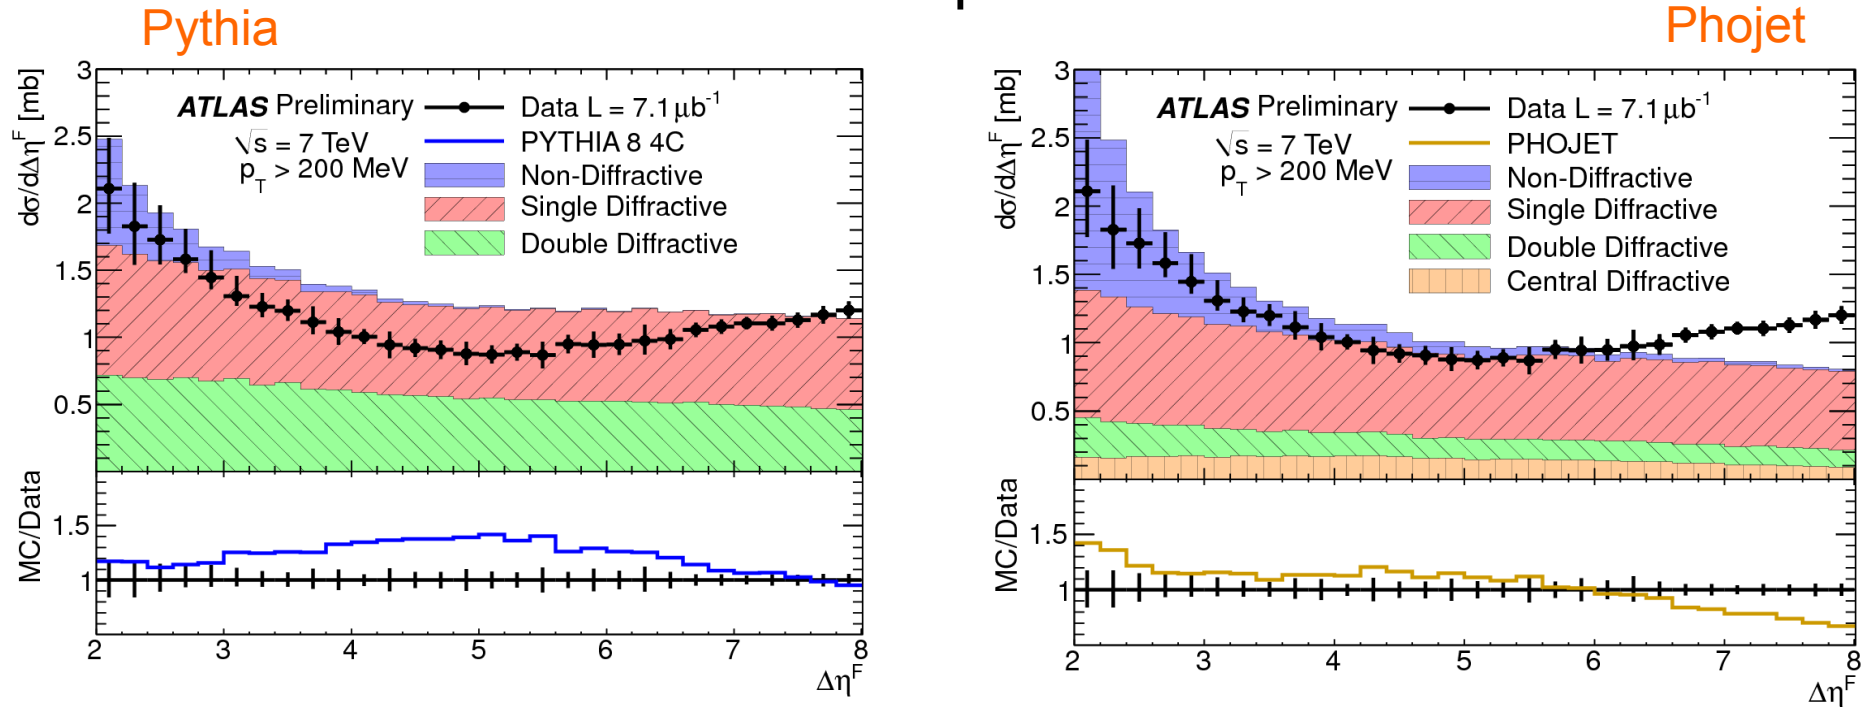 Pythia
dσ/dΔη^F [mb]
3
2.5
2
1.5
1
0.5
ATLAS Preliminary
√s = 7 TeV
p_T > 200 MeV
Data L = 7.1 μb^-1
PYTHIA 8 4C
Non-Diffractive
Single Diffractive
Double Diffractive
MC/Data
1.5
1
2 3 4 5 6 7 8
Δη^F
Phojet
dσ/dΔη^F [mb]
3
2.5
2
1.5
1
0.5
ATLAS Preliminary
√s = 7 TeV
p_T > 200 MeV
Data L = 7.1 μb^-1
PHOJET
Non-Diffractive
Single Diffractive
Double Diffractive
Central Diffractive
MC/Data
1.5
1
2 3 4 5 6 7 8
Δη^F